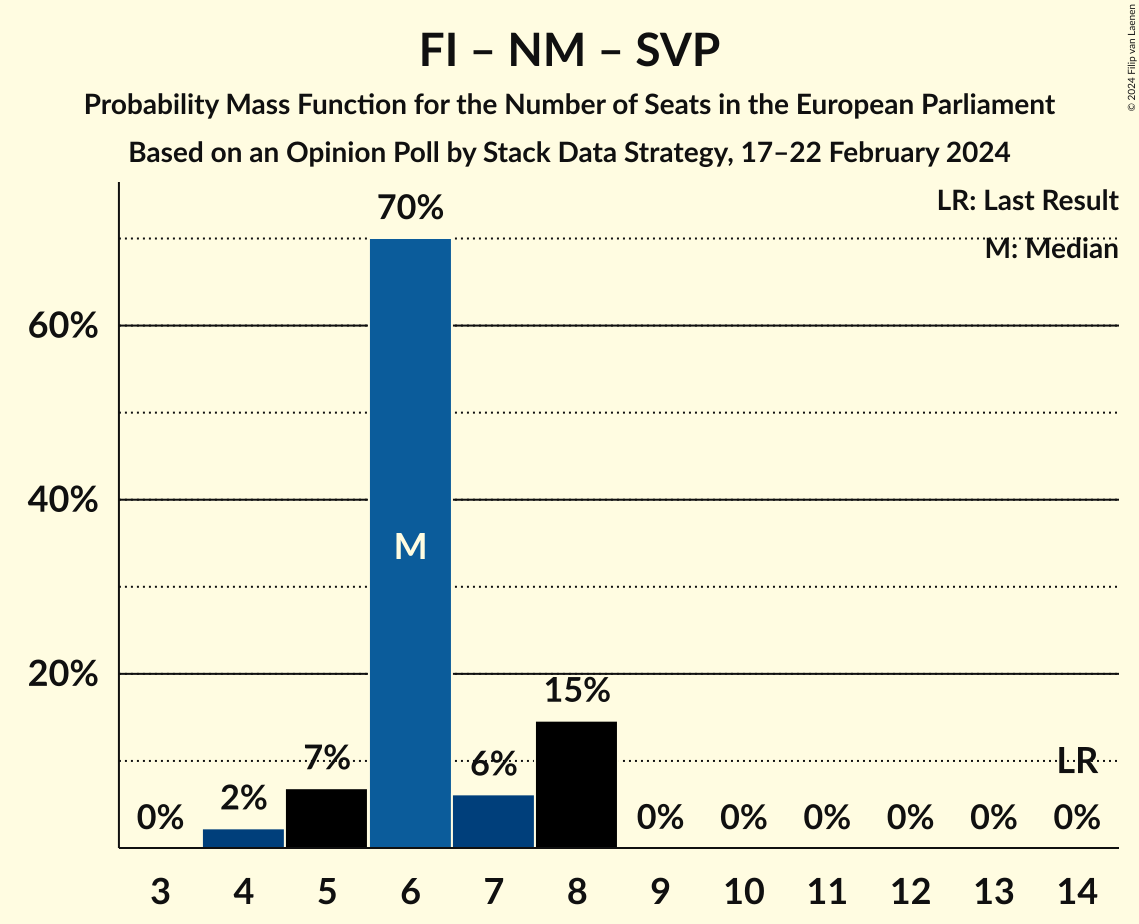 FI – NM – SVP
Probability Mass Function for the Number of Seats in the European Parliament
Based on an Opinion Poll by Stack Data Strategy, 17–22 February 2024
© 2024 Filip van Laenen
LR: Last Result
M: Median
70%
60%
40%
M
20%
15%
7%
6%
LR
0%
2%
0%
0%
0%
0%
0%
0%
3 4 5 6 7 8 9 10 11 12 13 14